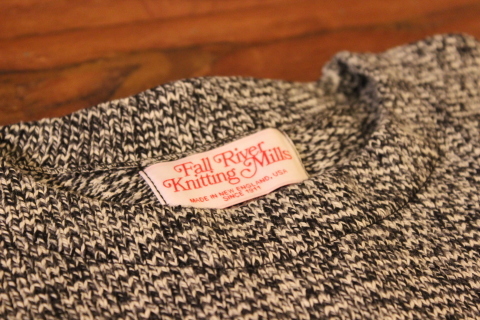 Fall River
Knitting Mills
MADE IN NEW ENGLAND, USA
SINCE 1911